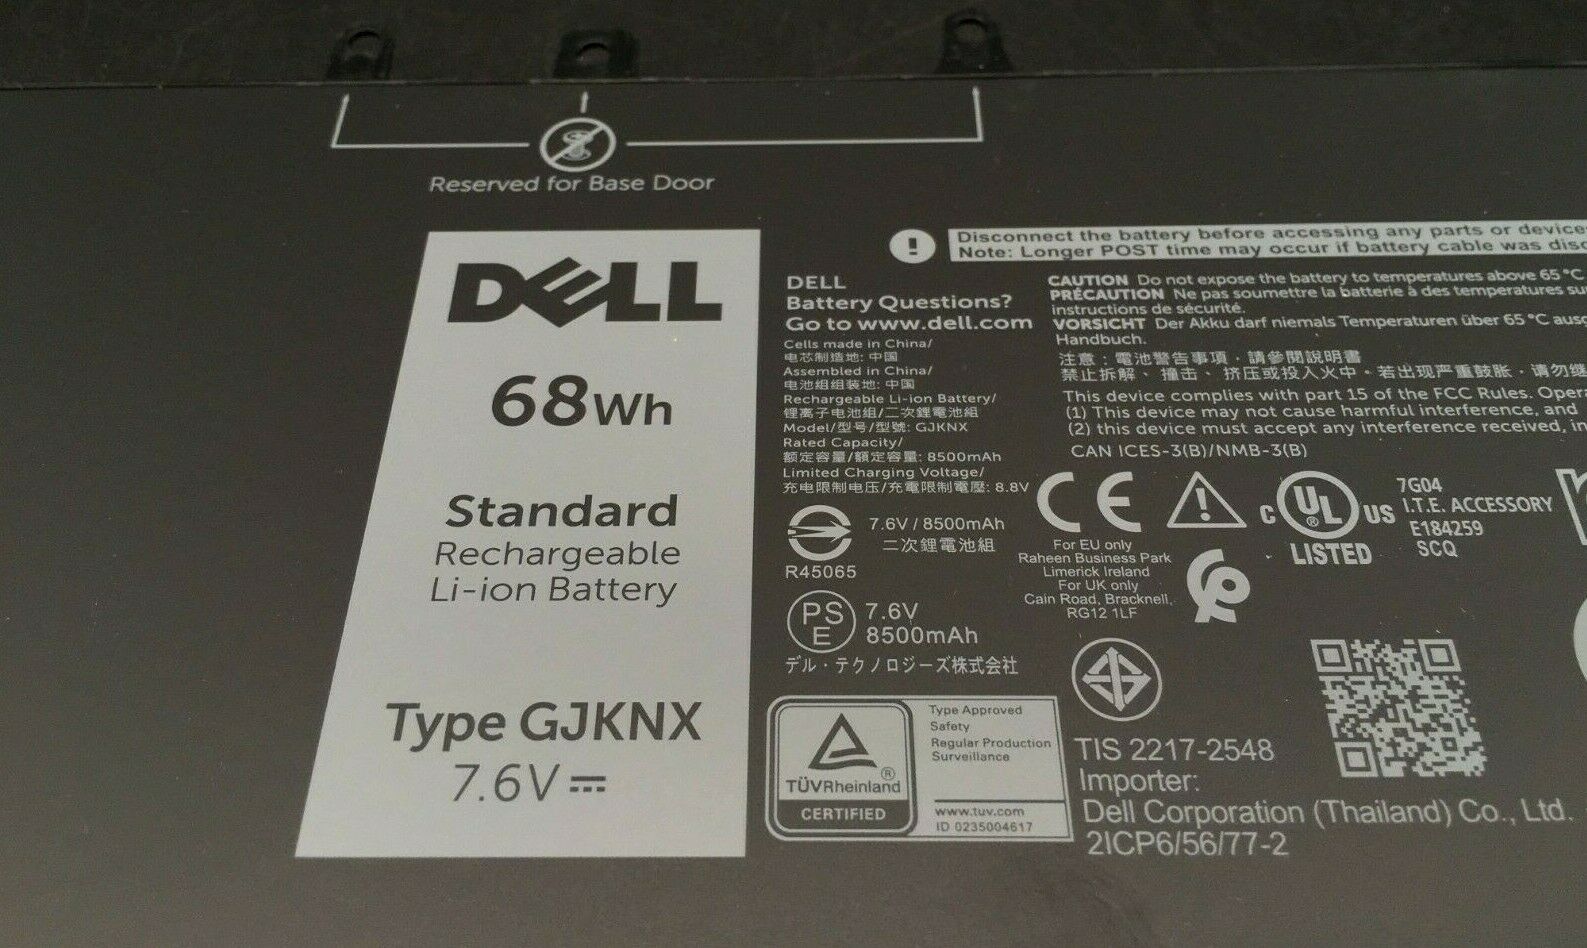 Reserved for Base Door
DELL
68Wh
Standard
Rechargeable
Li-ion Battery
Type GJKNX
7.6V
Disconnect the battery before accessing any parts or devices
Note: Longer POST time may occur if battery cable was disc
DELL
Battery Questions?
Go to www.dell.com
Cells made in China/
电芯制造地: 中国
Assembled in China/
电池组组装地: 中国
Rechargeable Li-ion Battery/
锂离子电池组/二次鋰電池組
Model/型号/型號: GJKNX
Rated Capacity/
额定容量/額定容量: 8500mAh
Limited Charging Voltage/
充电限制电压/充電限制電壓: 8.8V
CAUTION Do not expose the battery to temperatures above 65 °C
PRÉCAUTION Ne pas soumettre la batterie à des temperatures su
instructions de sécurité.
VORSICHT Der Akku darf niemals Temperaturen über 65 °C ausg
Handbuch.
注意：電池警告事項，請參閱說明書
禁止拆解、撞击、挤压或投入火中，若出现严重鼓胀，请勿继
This device complies with part 15 of the FCC Rules. Opera
(1) This device may not cause harmful interference, and
(2) this device must accept any interference received, in
CAN ICES-3(B)/NMB-3(B)
R45065
7.6V / 8500mAh
二次鋰電池組
CE
For EU only
Raheen Business Park
Limerick Ireland
For UK only
Cain Road, Bracknell,
RG12 1LF
C UL US
LISTED
7G04
I.T.E. ACCESSORY
E184259
SCQ
PSE
7.6V
8500mAh
デル・テクノロジーズ株式会社
TÜVRheinland
CERTIFIED
Type Approved
Safety
Regular Production
Surveillance
www.tuv.com
ID 0235004617
TIS 2217-2548
Importer:
Dell Corporation (Thailand) Co., Ltd.
2ICP6/56/77-2